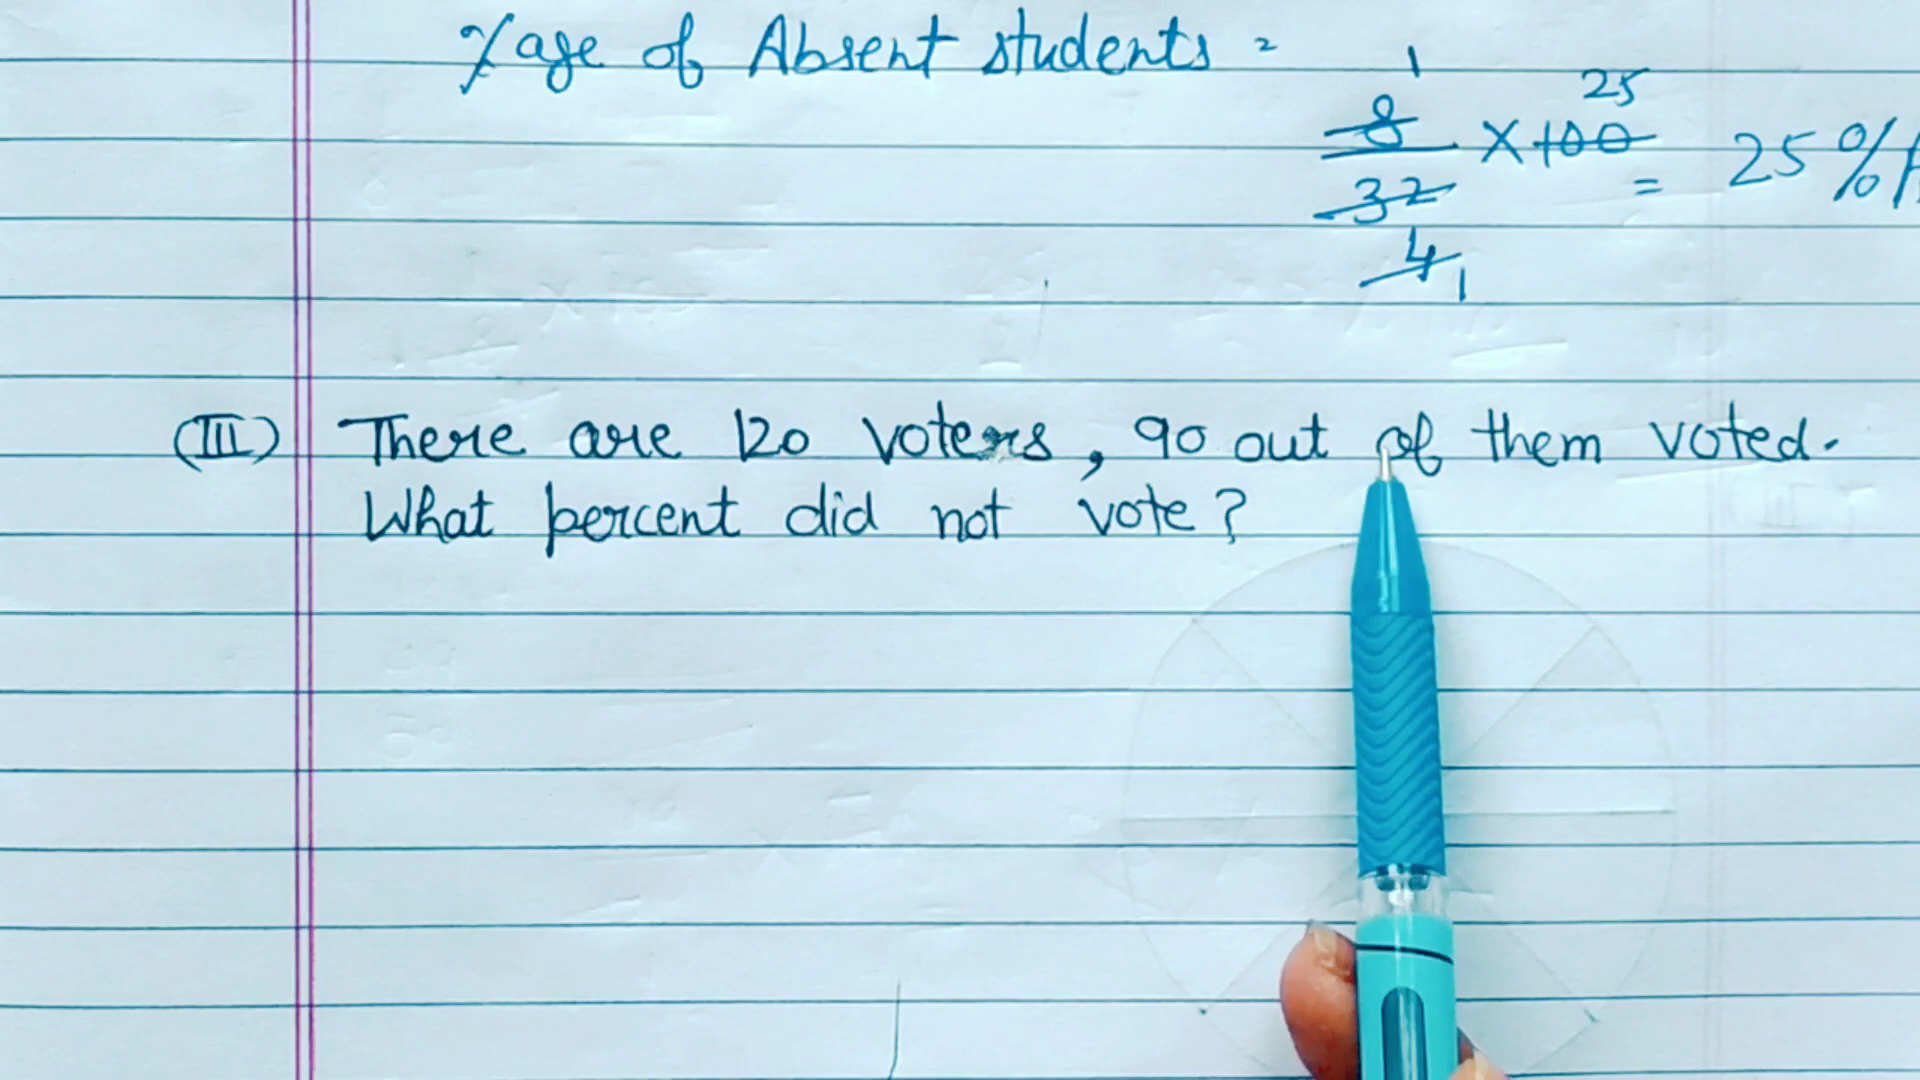 %age of Absent students =
1
8 25
32 × 100 = 25%
4 1
(III) There are 120 voters, 90 out of them voted.
What percent did not vote?